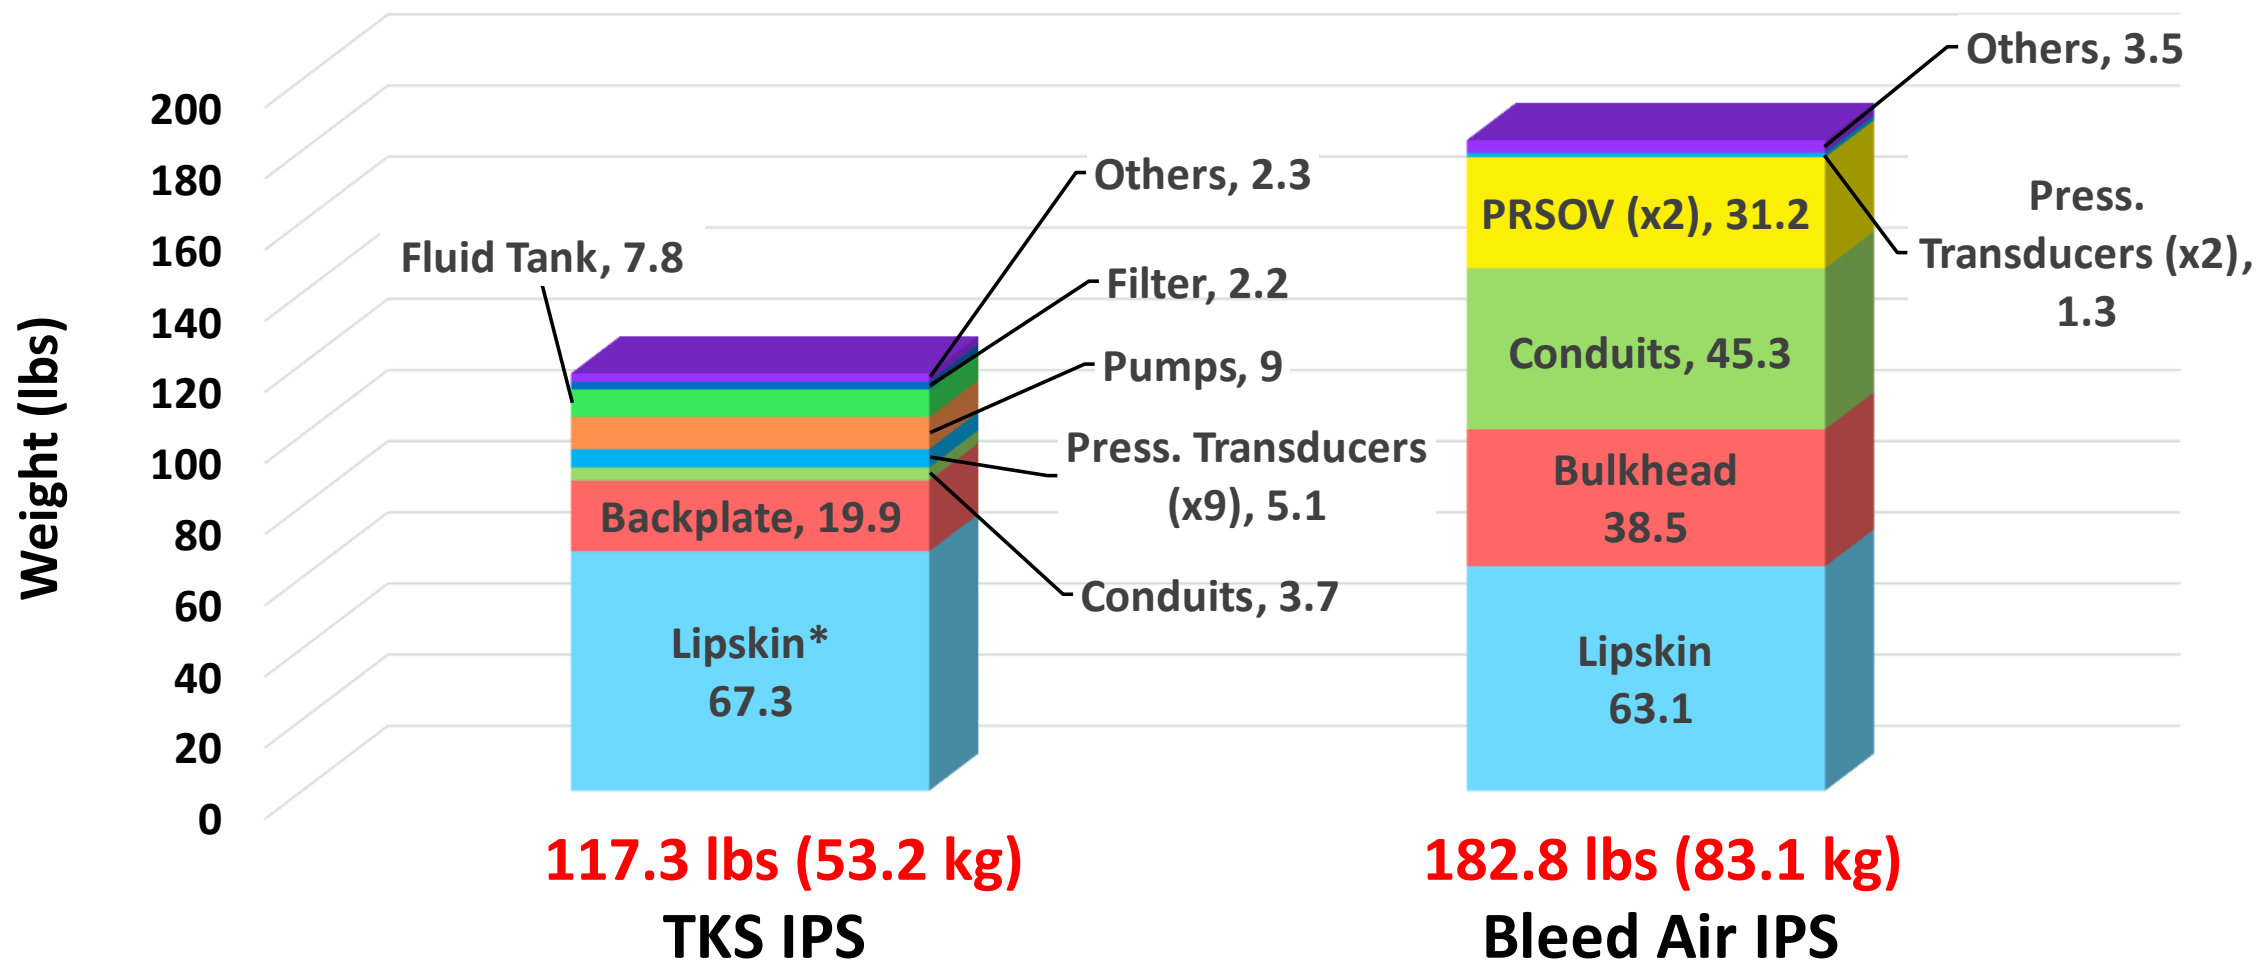 Weight (lbs)
200
180
160
140
120
100
80
60
40
20
0
Fluid Tank, 7.8
Others, 2.3
Filter, 2.2
Pumps, 9
Press. Transducers
(x9), 5.1
Conduits, 3.7
Backplate, 19.9
Lipskin*
67.3
Others, 3.5
Press.
Transducers (x2),
1.3
PRSOV (x2), 31.2
Conduits, 45.3
Bulkhead
38.5
Lipskin
63.1
117.3 lbs (53.2 kg)
TKS IPS
182.8 lbs (83.1 kg)
Bleed Air IPS